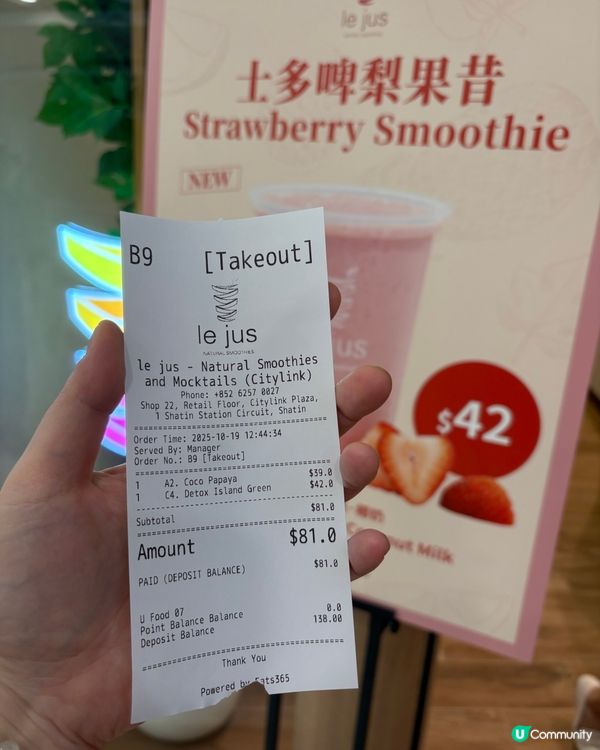 le jus
士多啤梨果昔
Strawberry Smoothie
NEW
$42
Milk
B9 [Takeout]
le jus
NATURAL SMOOTHIES
le jus - Natural Smoothies
and Mocktails (Citylink)
Phone: +852 6257 0027
Shop 22, Retail Floor, Citylink Plaza,
1 Shatin Station Circuit, Shatin
Order Time: 2025-10-19 12:44:34
Served By: Manager
Order No.: B9 [Takeout]
1 A2. Coco Papaya $39.0
1 C4. Detox Island Green $42.0
Subtotal $81.0
Amount $81.0
PAID (DEPOSIT BALANCE) $81.0
U Food 07
Point Balance Balance 0.0
Deposit Balance 138.00
Thank You
Powered by Eats365
U Community